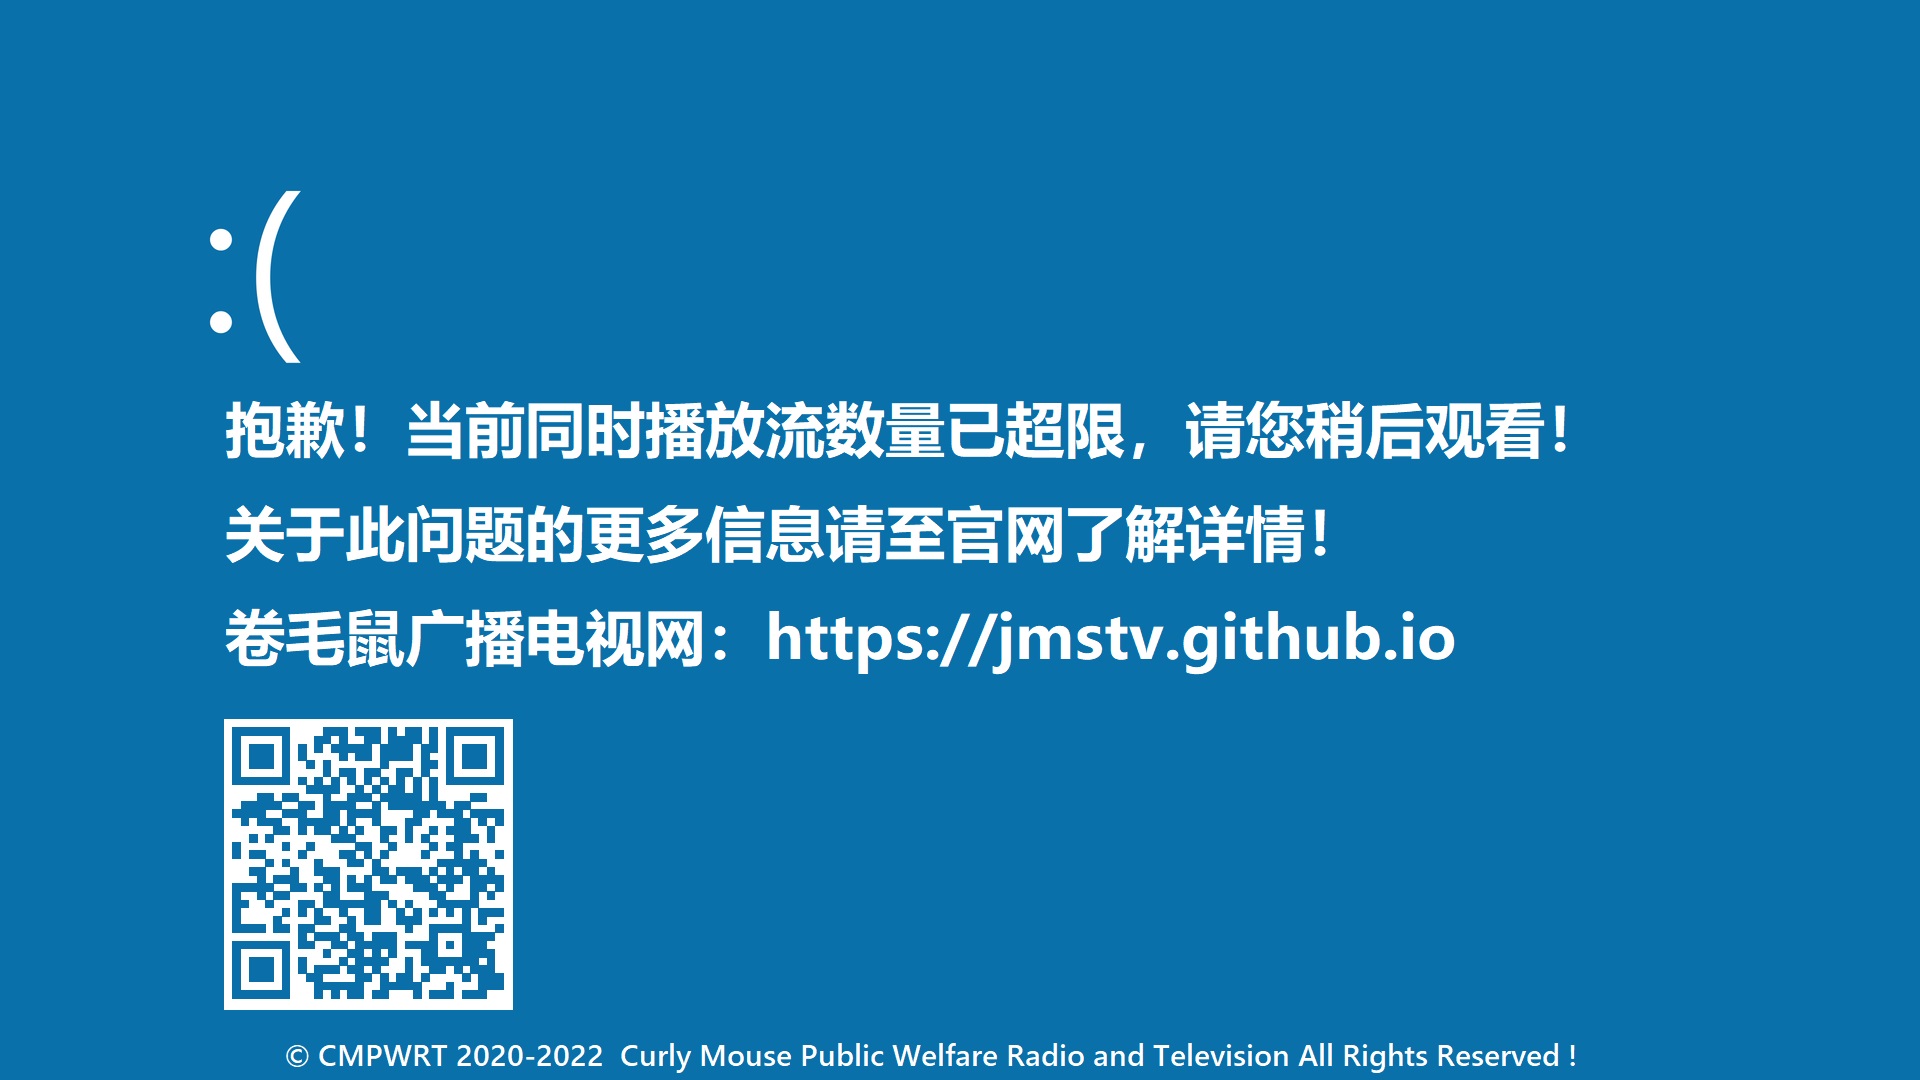 :(
抱歉！当前同时播放流数量已超限，请您稍后观看！
关于此问题的更多信息请至官网了解详情！
卷毛鼠广播电视网：https://jmstv.github.io
© CMPWRT 2020-2022  Curly Mouse Public Welfare Radio and Television All Rights Reserved !